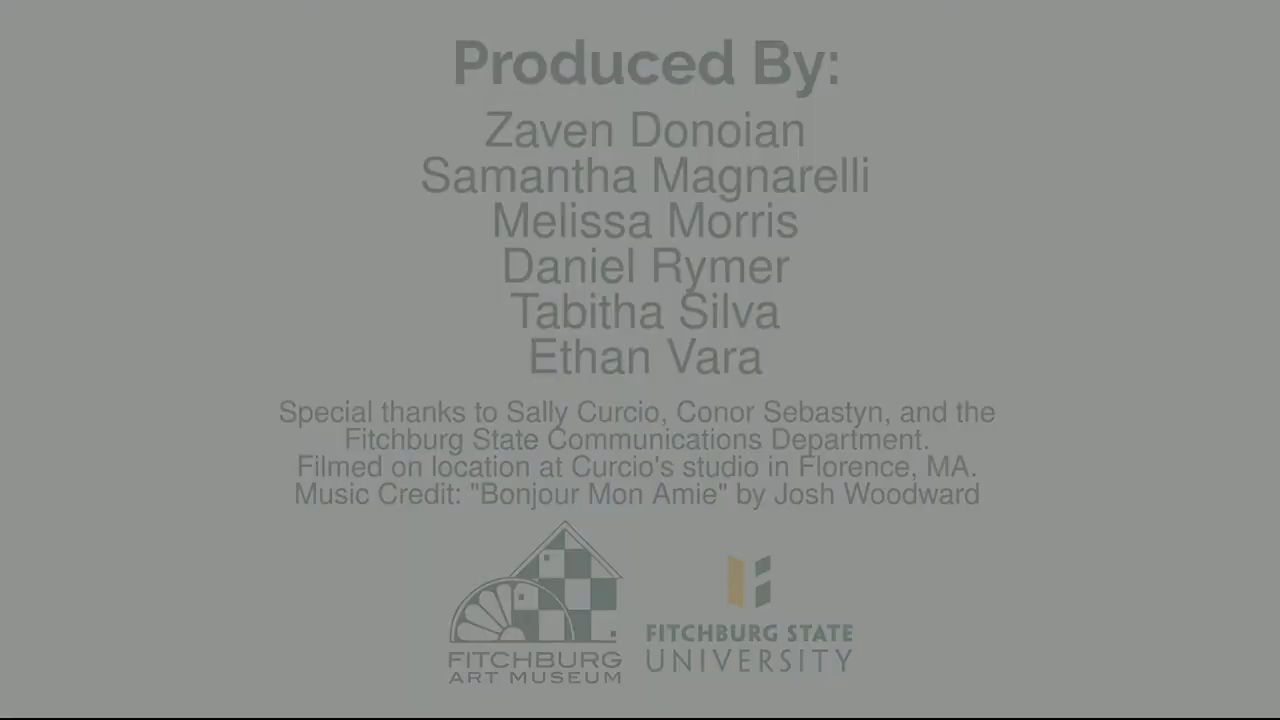 Produced By:
Zaven Donoian
Samantha Magnarelli
Melissa Morris
Daniel Rymer
Tabitha Silva
Ethan Vara
Special thanks to Sally Curcio, Conor Sebastyn, and the
Fitchburg State Communications Department.
Filmed on location at Curcio's studio in Florence, MA.
Music Credit: "Bonjour Mon Amie" by Josh Woodward
FITCHBURG
ART MUSEUM
FITCHBURG STATE
UNIVERSITY